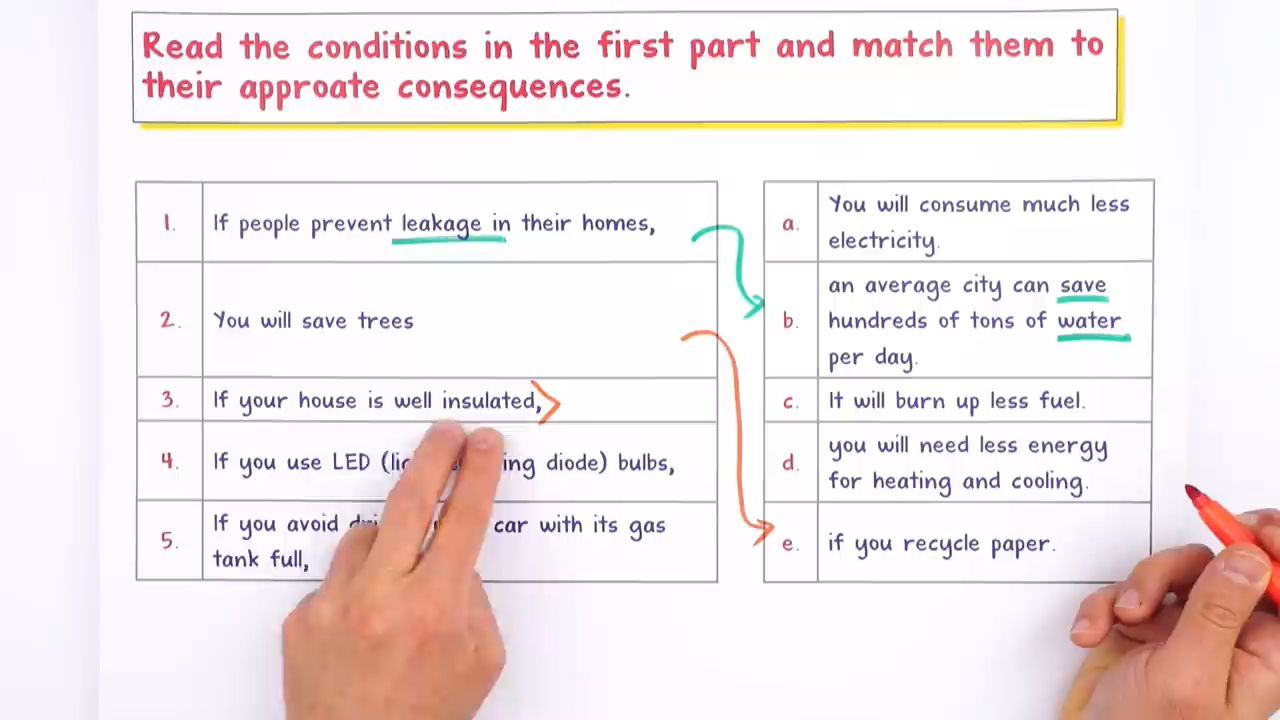 Read the conditions in the first part and match them to
their approate consequences.
1. If people prevent leakage in their homes,
2. You will save trees
3. If your house is well insulated,
4. If you use LED (li ing diode) bulbs,
5. If you avoid car with its gas
tank full,
a. You will consume much less
electricity.
b. an average city can save
hundreds of tons of water
per day.
c. It will burn up less fuel.
d. you will need less energy
for heating and cooling.
e. if you recycle paper.